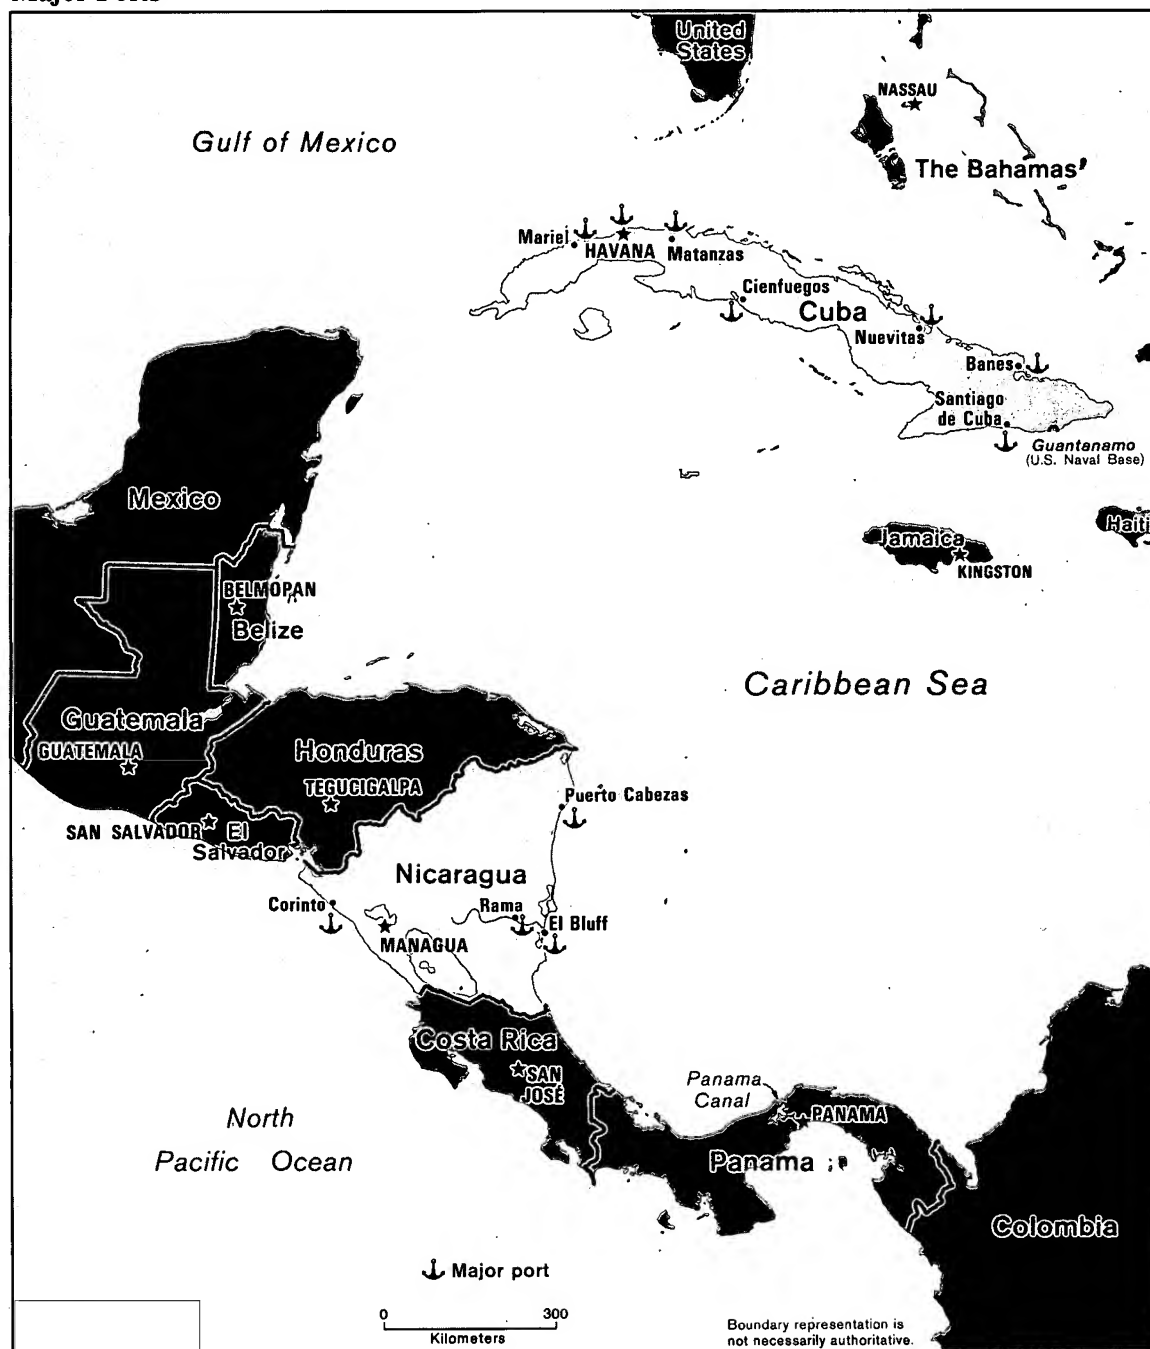 United
States
NASSAU
Gulf of Mexico
The Bahamas
Mariel
HAVANA
Matanzas
Cienfuegos
Cuba
Nuevitas
Banes
Santiago
de Cuba
Guantanamo
(U.S. Naval Base)
Mexico
Haiti
Jamaica
KINGSTON
BELMOPAN
Belize
Caribbean Sea
Guatemala
GUATEMALA
Honduras
TEGUCIGALPA
Puerto Cabezas
SAN SALVADOR
El
Salvador
Nicaragua
Corinto
Rama
El Bluff
MANAGUA
Costa Rica
SAN
JOSÉ
Panama
Canal
PANAMA
North
Pacific Ocean
Panama
Colombia
Major port
0 300
Kilometers
Boundary representation is
not necessarily authoritative.